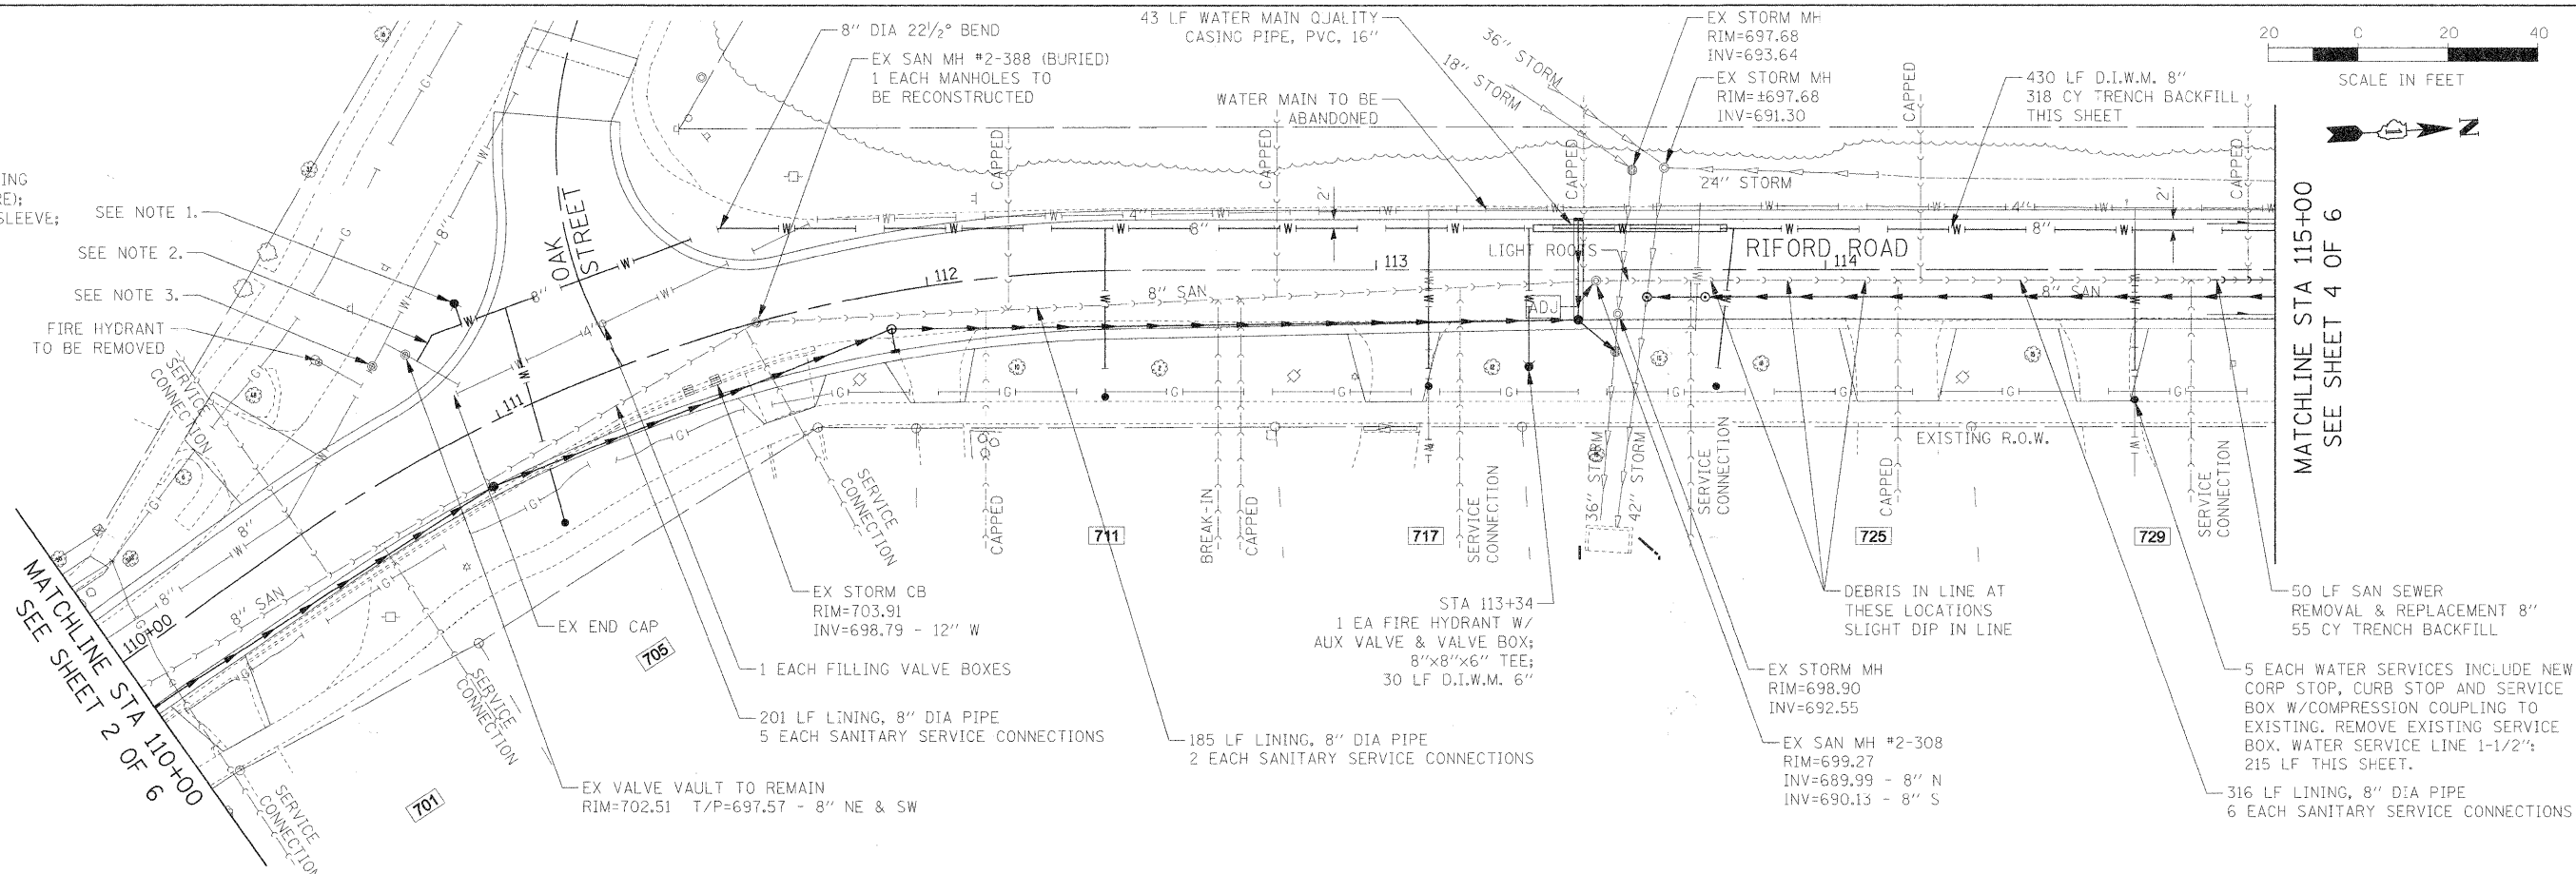 8" DIA 22 1/2° BEND
EX SAN MH #2-388 (BURIED)
1 EACH MANHOLES TO
BE RECONSTRUCTED
43 LF WATER MAIN QUALITY
CASING PIPE, PVC, 16"
WATER MAIN TO BE
ABANDONED
36" STORM
18" STORM
EX STORM MH
RIM=697.68
INV=693.64
EX STORM MH
RIM=±697.68
INV=691.30
430 LF D.I.W.M. 8"
318 CY TRENCH BACKFILL
THIS SHEET
20 0 20 40
SCALE IN FEET
N
ING
RE);
SLEEVE;
SEE NOTE 1.
SEE NOTE 2.
SEE NOTE 3.
FIRE HYDRANT
TO BE REMOVED
SERVICE
CONNECTION
OAK
STREET
CAPPED
CAPPED
CAPPED
CAPPED
CAPPED
24" STORM
2'
2'
4"
4"
8"
8"
RIFORD ROAD
LIGHT ROOTS
111
112
113
114
8" SAN
8" SAN
8" SAN
ADJ
EXISTING R.O.W.
MATCHLINE STA 115+00
SEE SHEET 4 OF 6
MATCHLINE STA 110+00
SEE SHEET 2 OF 6
110+00
SERVICE
CONNECTION
SERVICE
CONNECTION
SERVICE
CONNECTION
CAPPED
BREAK-IN
CAPPED
SERVICE
CONNECTION
36" STORM
42" STORM
SERVICE
CONNECTION
CAPPED
SERVICE
CONNECTION
701
705
711
717
725
729
EX STORM CB
RIM=703.91
INV=698.79 - 12" W
EX END CAP
1 EACH FILLING VALVE BOXES
201 LF LINING, 8" DIA PIPE
5 EACH SANITARY SERVICE CONNECTIONS
EX VALVE VAULT TO REMAIN
RIM=702.51 T/P=697.57 - 8" NE & SW
185 LF LINING, 8" DIA PIPE
2 EACH SANITARY SERVICE CONNECTIONS
STA 113+34
1 EA FIRE HYDRANT W/
AUX VALVE & VALVE BOX;
8"x8"x6" TEE;
30 LF D.I.W.M. 6"
DEBRIS IN LINE AT
THESE LOCATIONS
SLIGHT DIP IN LINE
EX STORM MH
RIM=698.90
INV=692.55
EX SAN MH #2-308
RIM=699.27
INV=689.99 - 8" N
INV=690.13 - 8" S
50 LF SAN SEWER
REMOVAL & REPLACEMENT 8"
55 CY TRENCH BACKFILL
5 EACH WATER SERVICES INCLUDE NEW
CORP STOP, CURB STOP AND SERVICE
BOX W/COMPRESSION COUPLING TO
EXISTING. REMOVE EXISTING SERVICE
BOX. WATER SERVICE LINE 1-1/2";
215 LF THIS SHEET.
316 LF LINING, 8" DIA PIPE
6 EACH SANITARY SERVICE CONNECTIONS